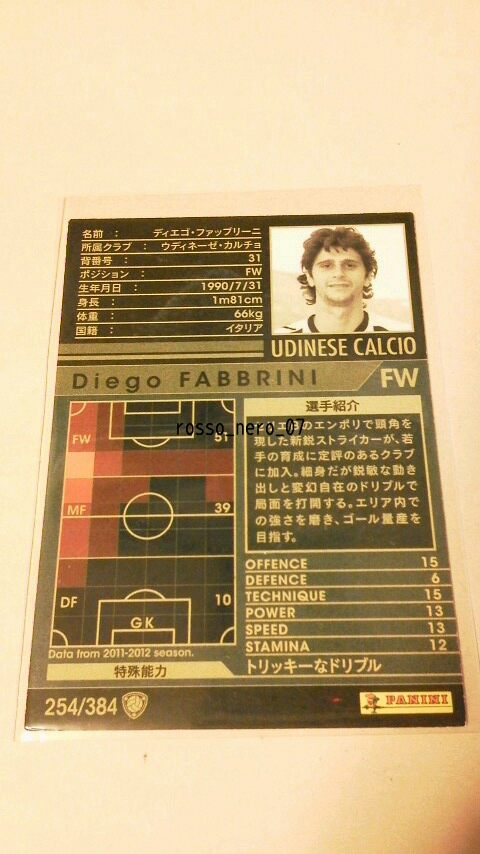 名前 : ディエゴ・ファッブリーニ
所属クラブ : ウディネーゼ・カルチョ
背番号 : 31
ポジション : FW
生年月日 : 1990/7/31
身長 : 1m81cm
体重 : 66kg
国籍 : イタリア
UDINESE CALCIO
Diego FABBRINI
FW
FW 51
MF 39
DF 10
GK
Data from 2011-2012 season.
選手紹介
のエンポリで頭角を
現した新鋭ストライカーが、若
手の育成に定評のあるクラブ
に加入。細身だが鋭敏な動き
出しと変幻自在のドリブルで
局面を打開する。エリア内で
の強さを磨き、ゴール量産を
目指す。
rosso_nero_07
OFFENCE 15
DEFENCE 6
TECHNIQUE 15
POWER 13
SPEED 13
STAMINA 12
特殊能力 トリッキーなドリブル
254/384
PANINI